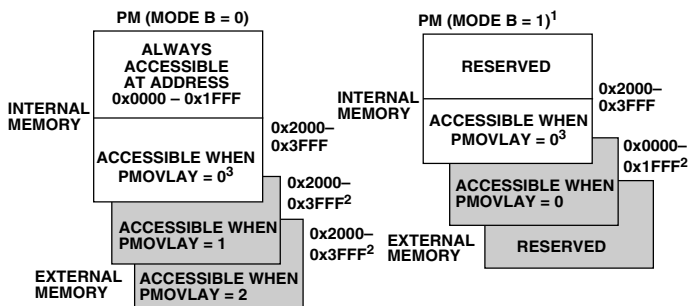 PM (MODE B = 0)
ALWAYS
ACCESSIBLE
AT ADDRESS
0x0000 – 0x1FFF
INTERNAL
MEMORY
0x2000–
0x3FFF
ACCESSIBLE WHEN
PMOVLAY = 0³
0x2000–
0x3FFF²
ACCESSIBLE WHEN
PMOVLAY = 1
0x2000–
0x3FFF²
EXTERNAL
MEMORY
ACCESSIBLE WHEN
PMOVLAY = 2
PM (MODE B = 1)¹
RESERVED
0x2000–
0x3FFF
INTERNAL
MEMORY
ACCESSIBLE WHEN
PMOVLAY = 0³
0x0000–
0x1FFF²
ACCESSIBLE WHEN
PMOVLAY = 0
EXTERNAL
MEMORY
RESERVED